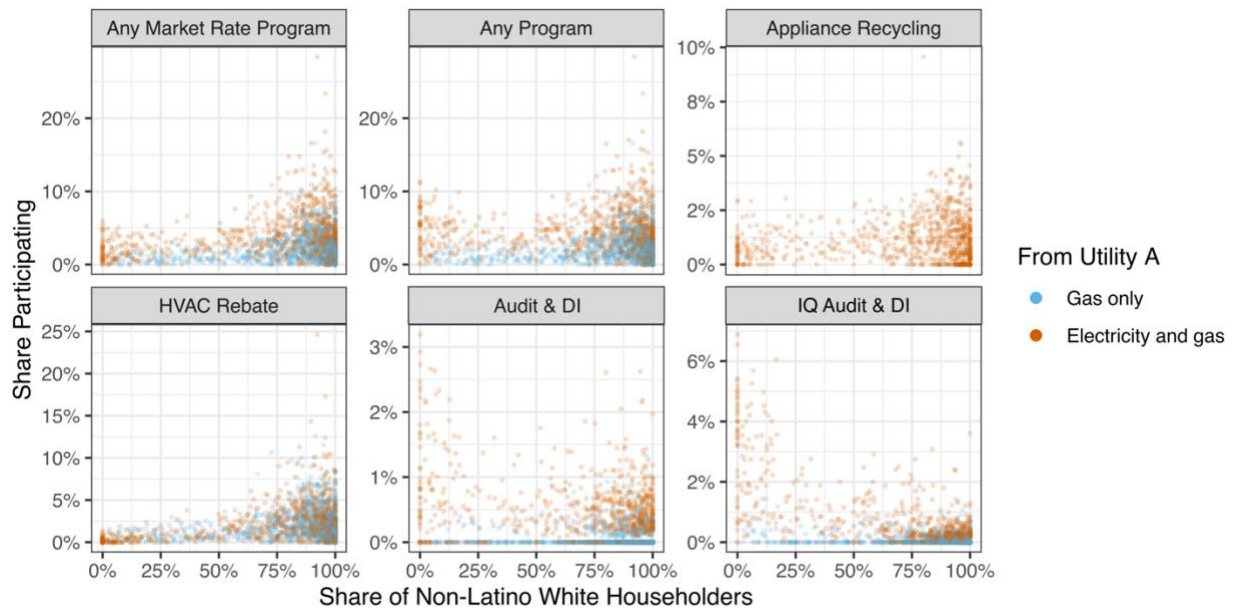 Any Market Rate Program
Any Program
Appliance Recycling
20%
10%
0%
20%
10%
0%
10%
8%
5%
2%
0%
HVAC Rebate
Audit & DI
IQ Audit & DI
25%
20%
15%
10%
5%
0%
3%
2%
1%
0%
6%
4%
2%
0%
0% 25% 50% 75% 100%
0% 25% 50% 75% 100%
0% 25% 50% 75% 100%
Share Participating
Share of Non-Latino White Householders
From Utility A
Gas only
Electricity and gas